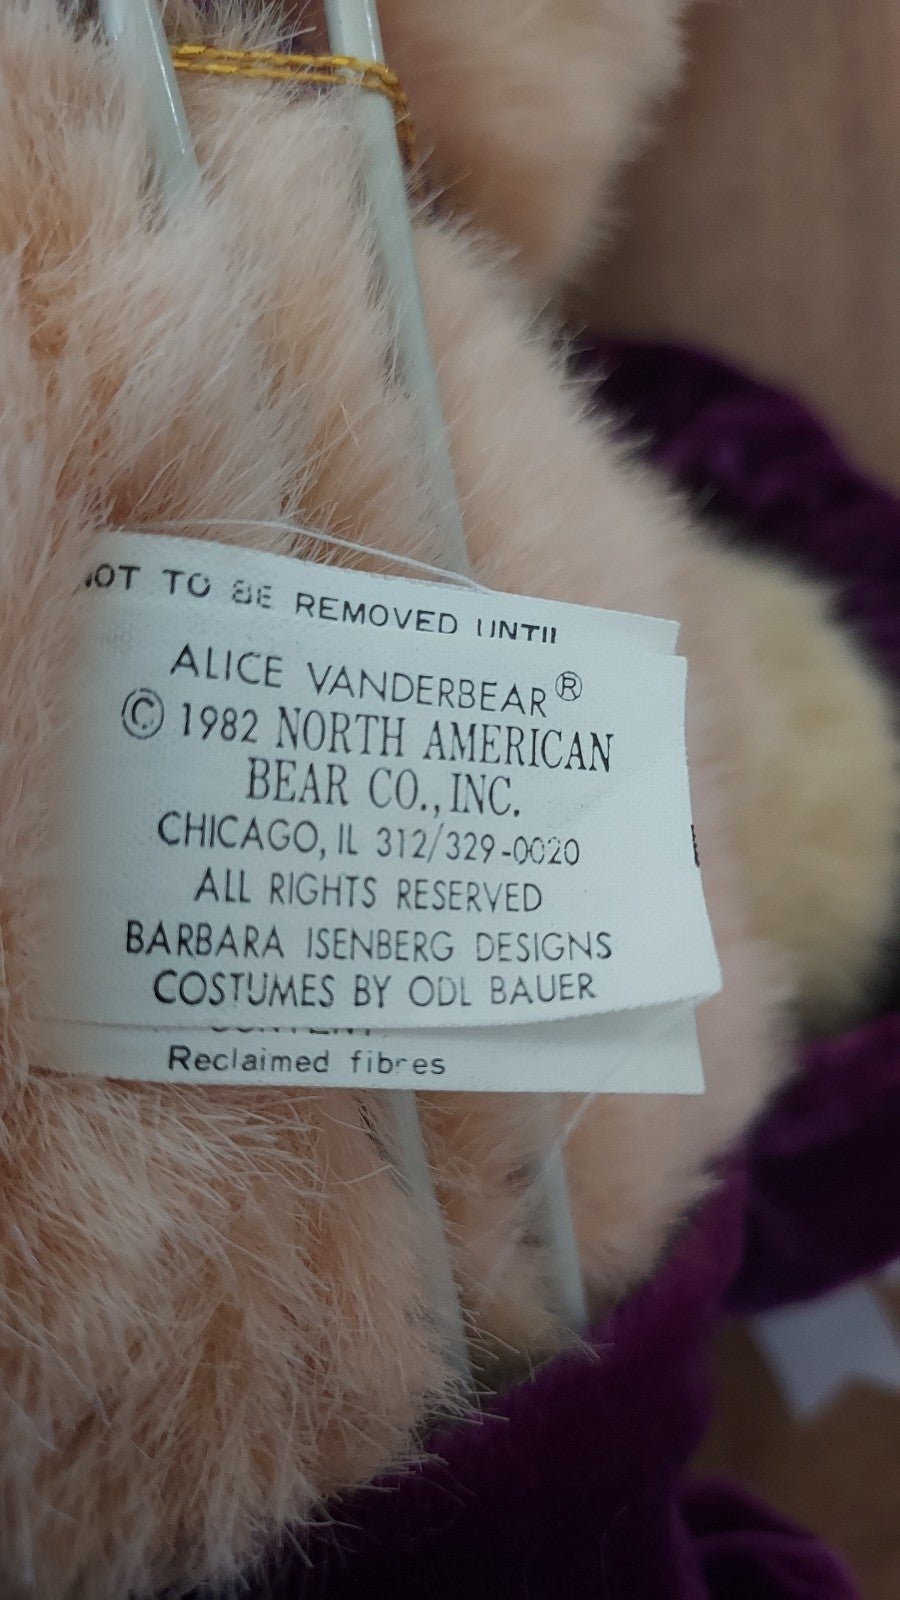 NOT TO BE REMOVED UNTIL
ALICE VANDERBEAR®
© 1982 NORTH AMERICAN
BEAR CO., INC.
CHICAGO, IL 312/329-0020
ALL RIGHTS RESERVED
BARBARA ISENBERG DESIGNS
COSTUMES BY ODL BAUER
CONTENT
Reclaimed fibres